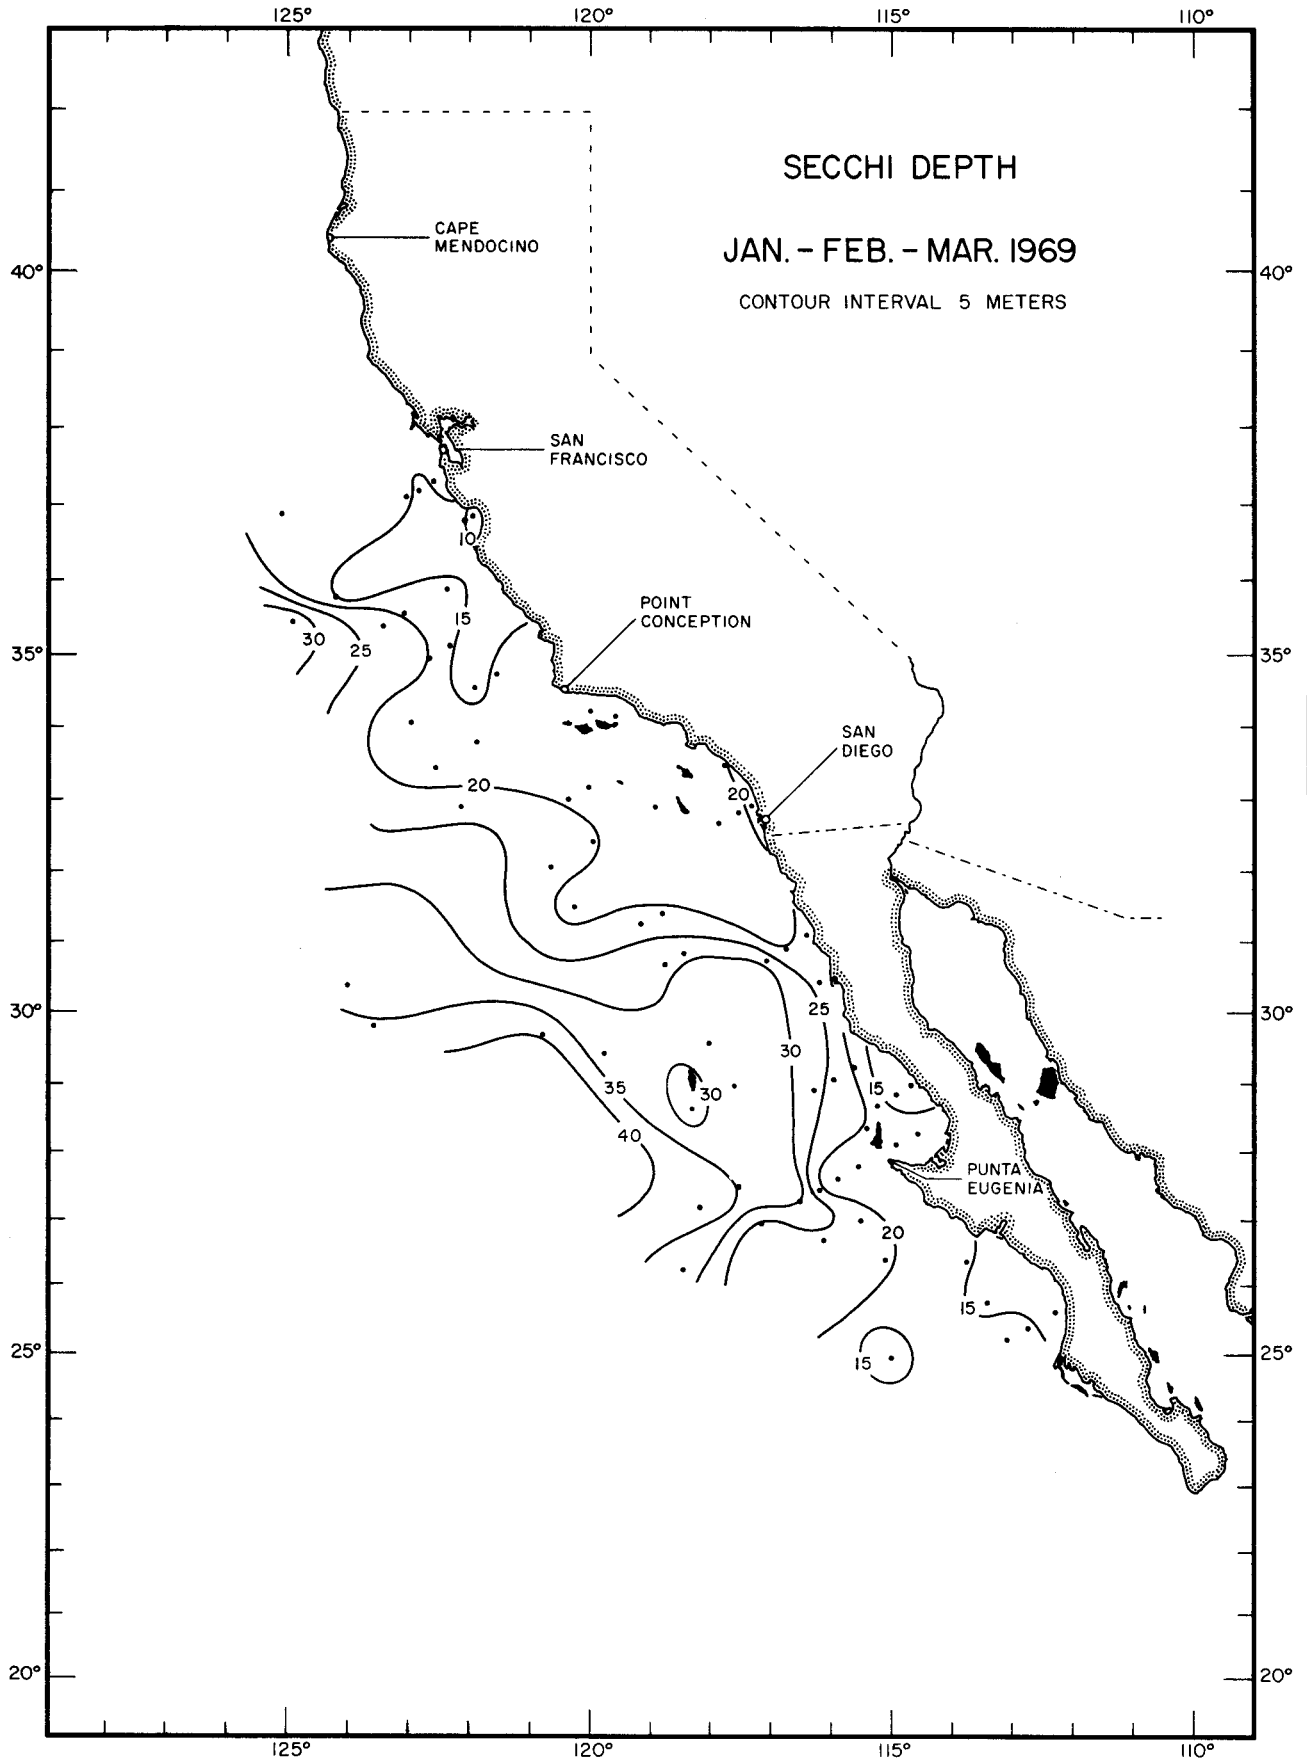 125° 120° 115° 110°
SECCHI DEPTH
JAN. – FEB. – MAR. 1969
CONTOUR INTERVAL 5 METERS
CAPE
MENDOCINO
40° 40°
SAN
FRANCISCO
10
POINT
CONCEPTION
15
30
25
35° 35°
SAN
DIEGO
20
20
25
30° 30°
30
35
30
15
40
PUNTA
EUGENIA
20
15
25° 25°
15
20° 20°
125° 120° 115° 110°